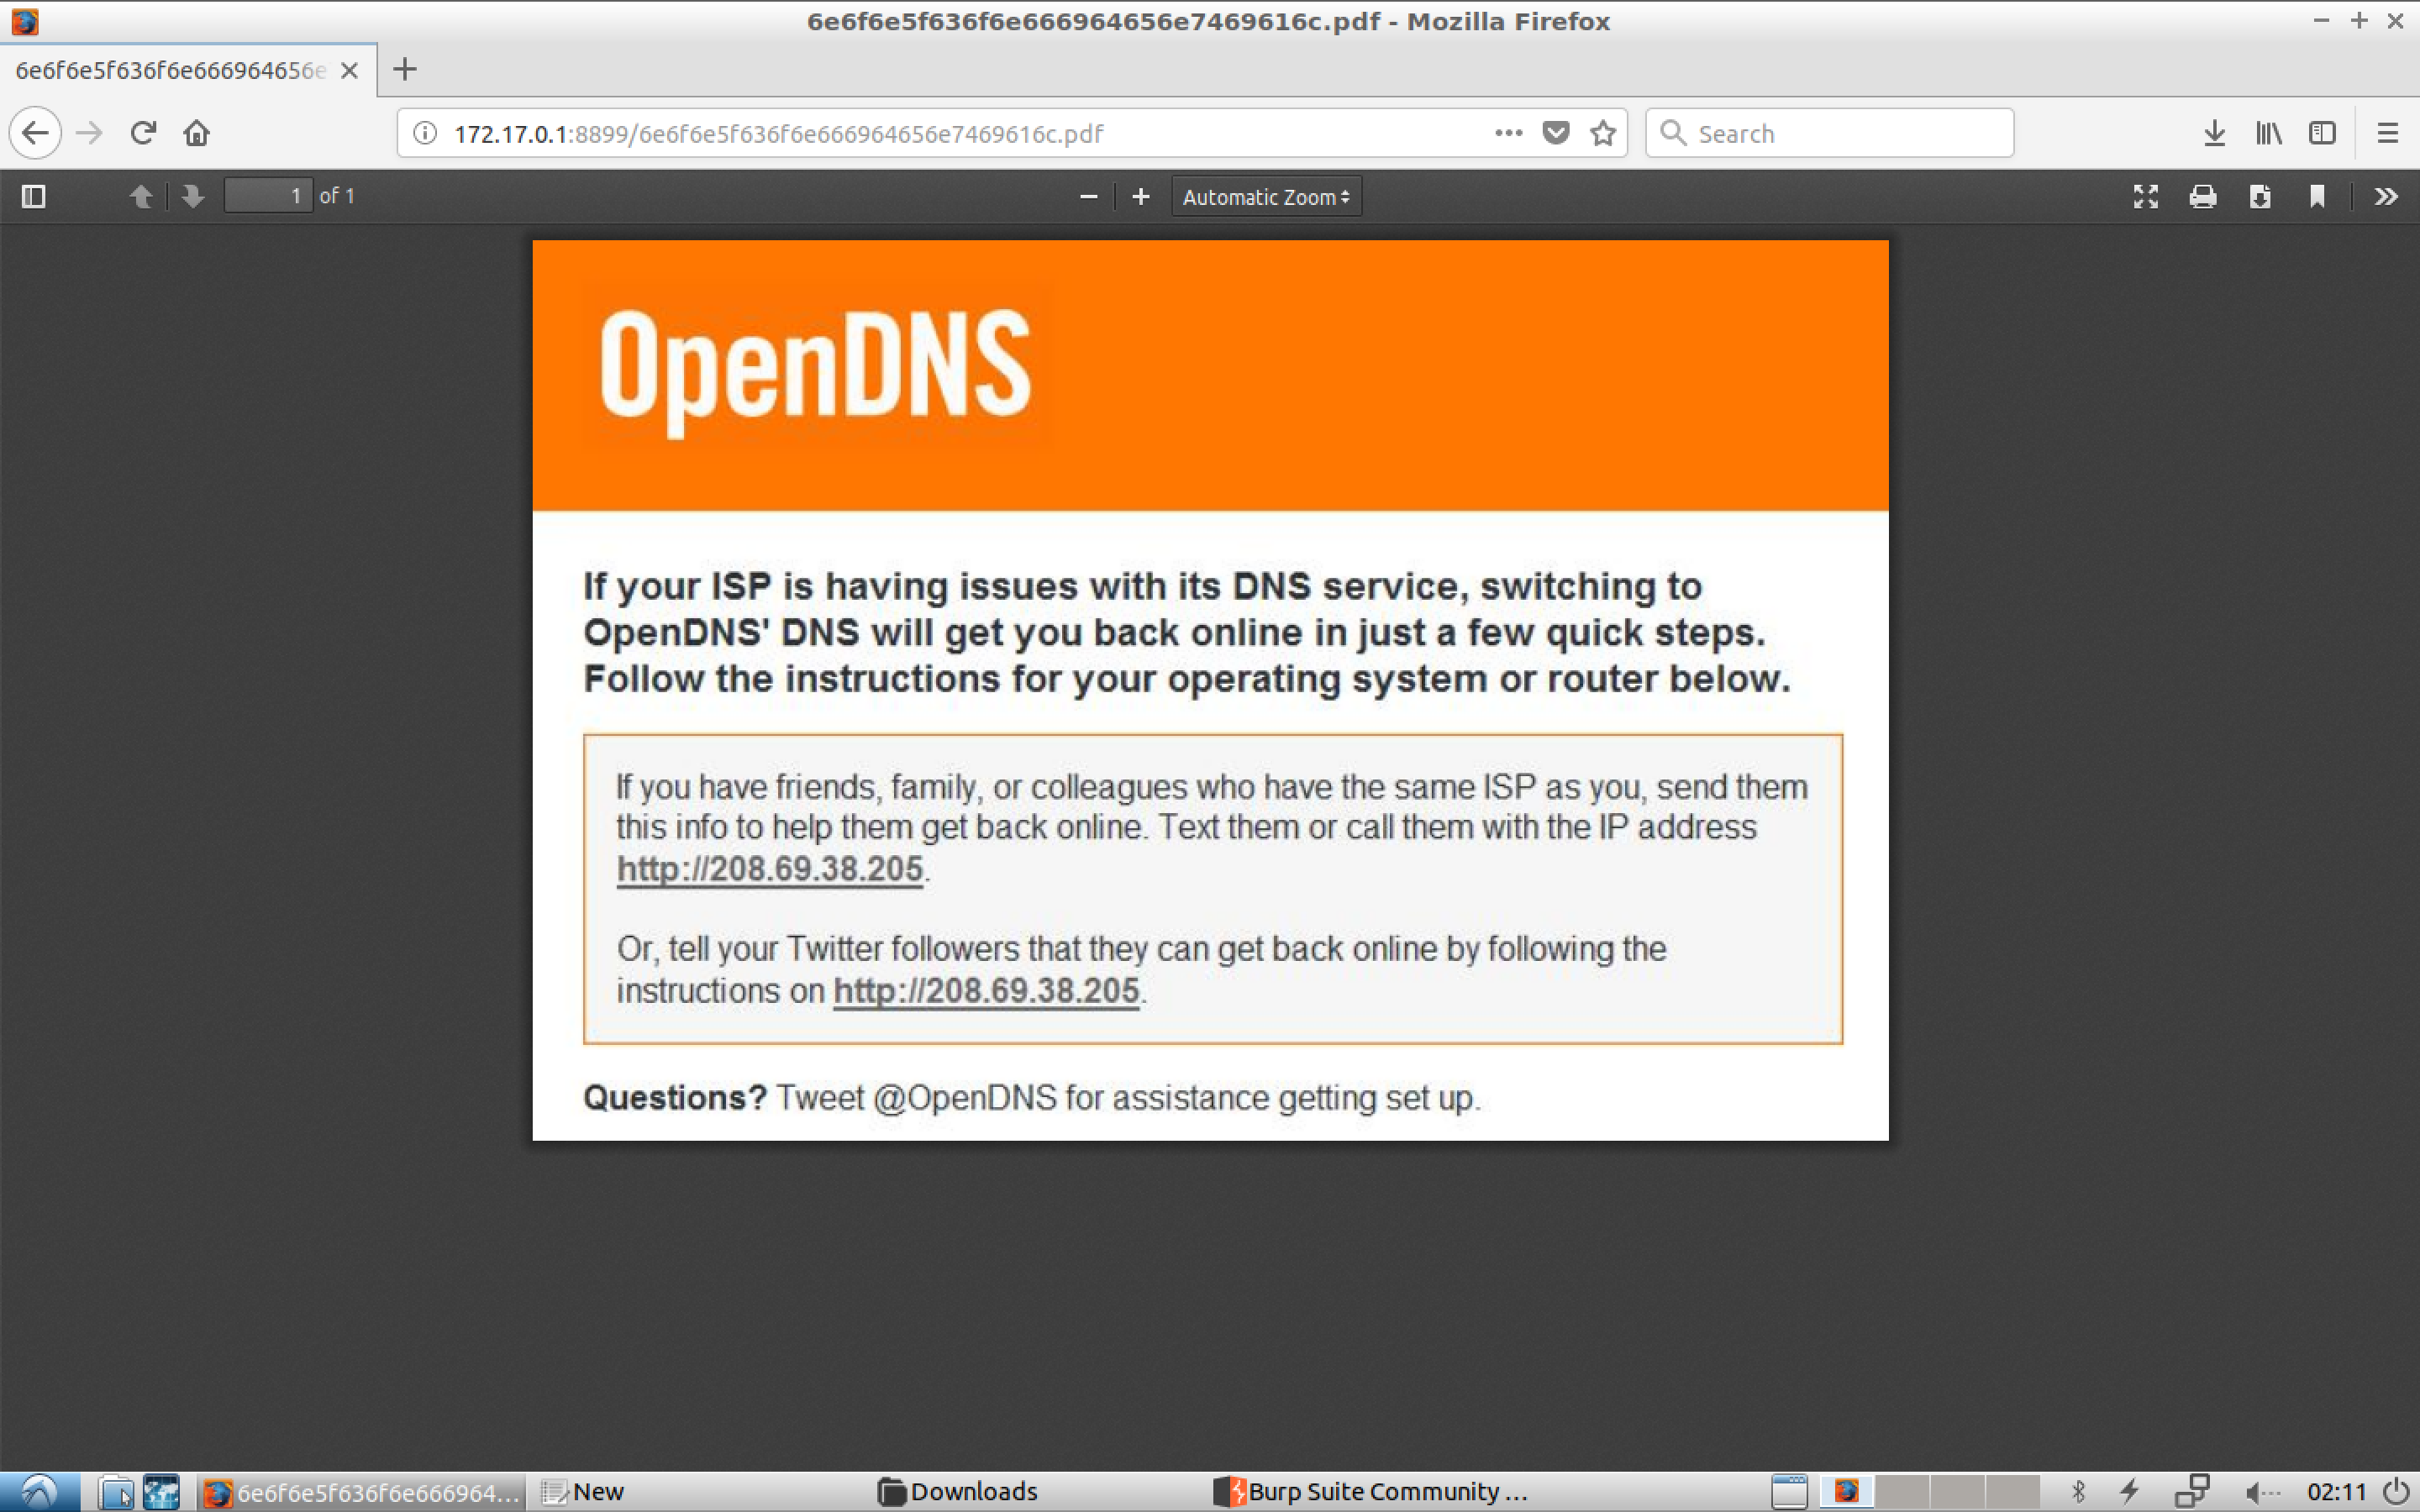 6e6f6e5f636f6e666964656e7469616c.pdf - Mozilla Firefox
6e6f6e5f636f6e666964656e
172.17.0.1:8899/6e6f6e5f636f6e666964656e7469616c.pdf
Search
1 of 1
Automatic Zoom
OpenDNS
If your ISP is having issues with its DNS service, switching to
OpenDNS' DNS will get you back online in just a few quick steps.
Follow the instructions for your operating system or router below.
If you have friends, family, or colleagues who have the same ISP as you, send them
this info to help them get back online. Text them or call them with the IP address
http://208.69.38.205.
Or, tell your Twitter followers that they can get back online by following the
instructions on http://208.69.38.205.
Questions? Tweet @OpenDNS for assistance getting set up.
6e6f6e5f636f6e666964...
New
Downloads
Burp Suite Community ...
02:11